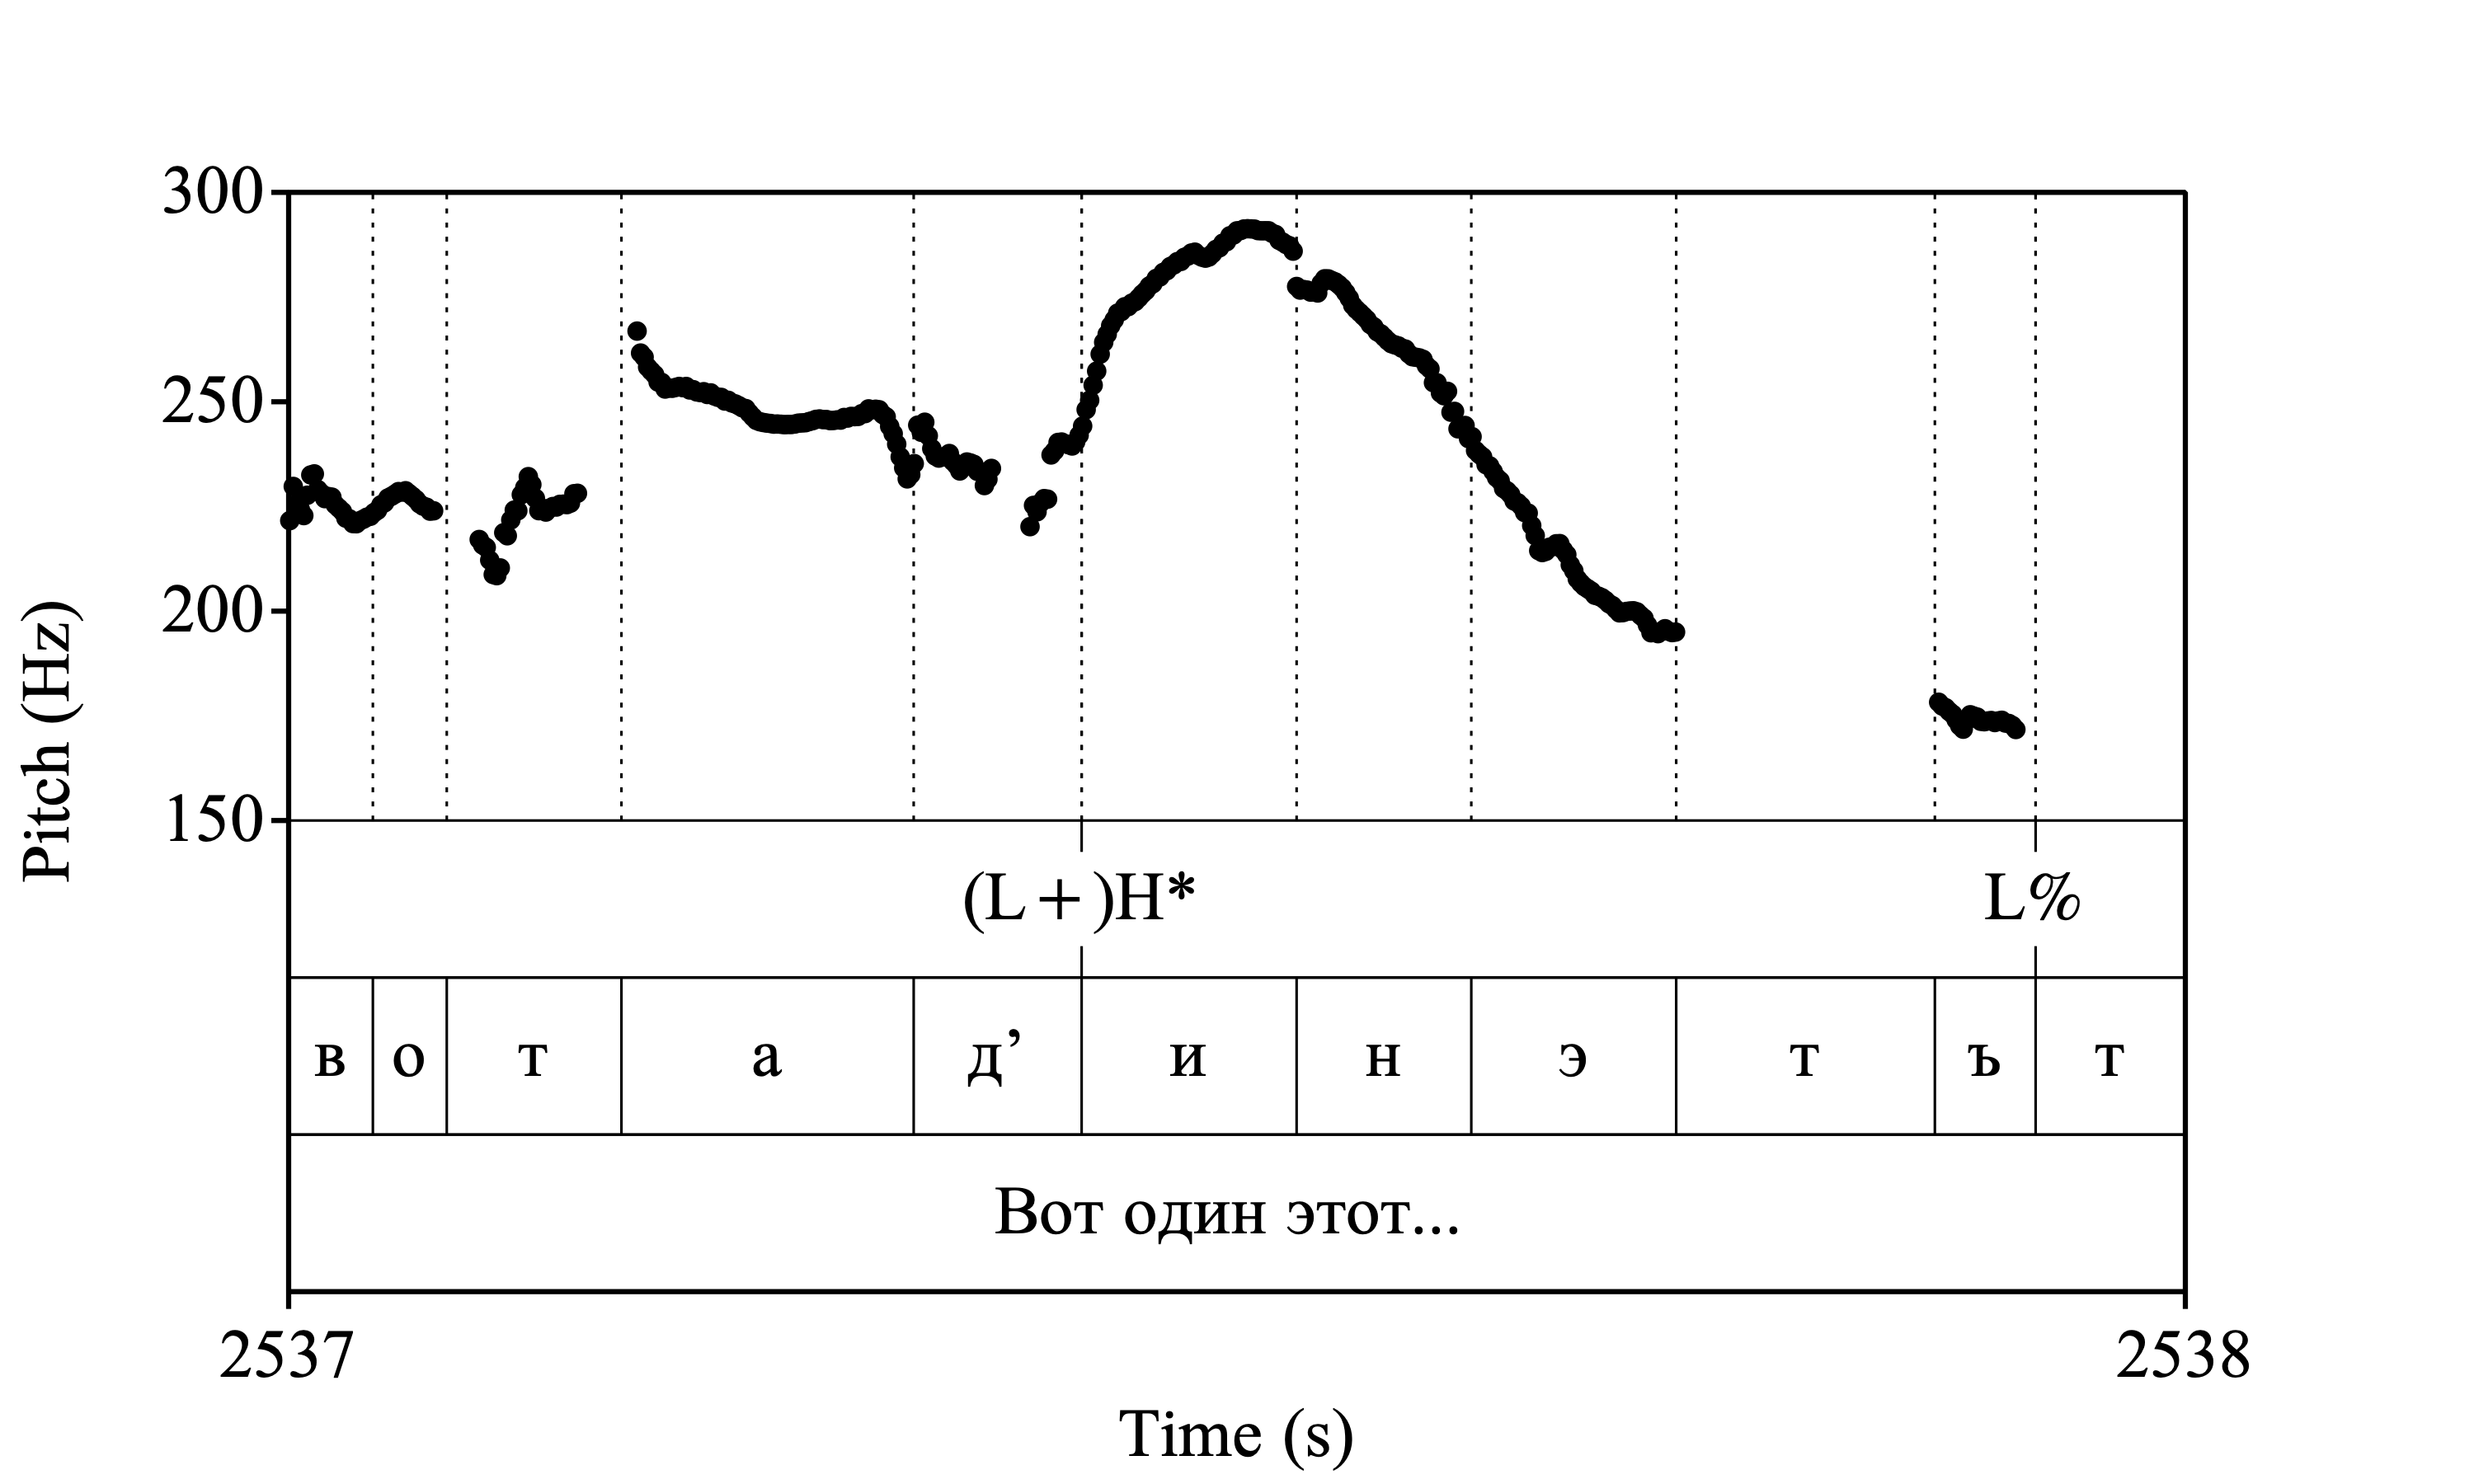 300
250
200
150
Pitch (Hz)
(L+)H* L%
в о т а д’ и н э т ъ т
Вот один этот...
2537 2538
Time (s)